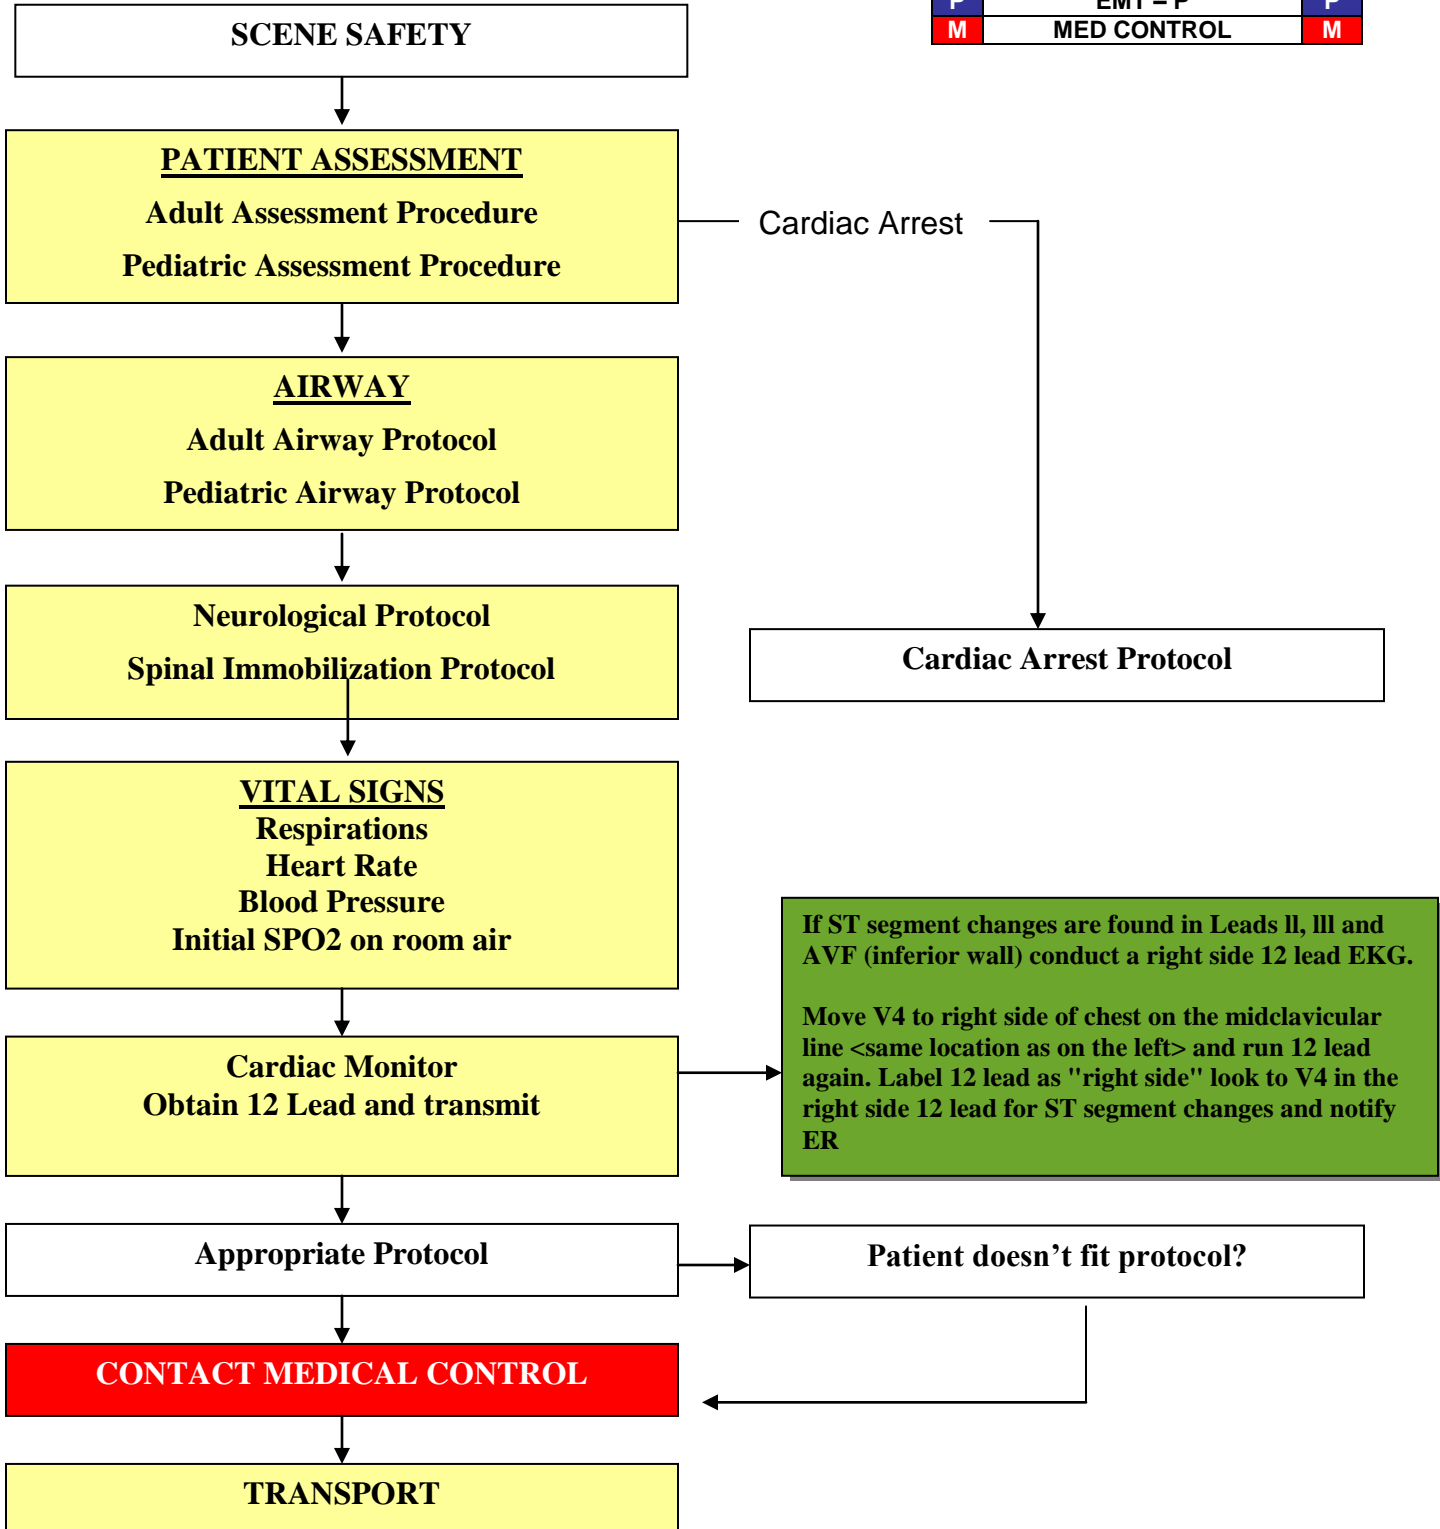 P EMT – P P
M MED CONTROL M
SCENE SAFETY
PATIENT ASSESSMENT
Adult Assessment Procedure
Pediatric Assessment Procedure
Cardiac Arrest
AIRWAY
Adult Airway Protocol
Pediatric Airway Protocol
Neurological Protocol
Spinal Immobilization Protocol
Cardiac Arrest Protocol
VITAL SIGNS
Respirations
Heart Rate
Blood Pressure
Initial SPO2 on room air
If ST segment changes are found in Leads ll, lll and
AVF (inferior wall) conduct a right side 12 lead EKG.
Move V4 to right side of chest on the midclavicular
line <same location as on the left> and run 12 lead
again. Label 12 lead as "right side" look to V4 in the
right side 12 lead for ST segment changes and notify
ER
Cardiac Monitor
Obtain 12 Lead and transmit
Appropriate Protocol
Patient doesn’t fit protocol?
CONTACT MEDICAL CONTROL
TRANSPORT